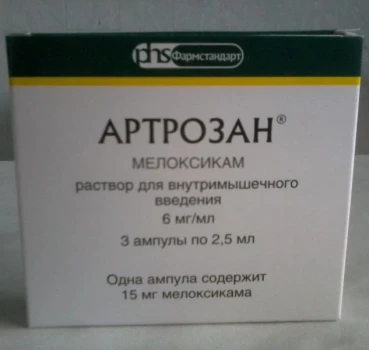 phs Фармстандарт
АРТРОЗАН®
МЕЛОКСИКАМ
раствор для внутримышечного
введения
6 мг/мл
3 ампулы по 2,5 мл
Одна ампула содержит
15 мг мелоксикама